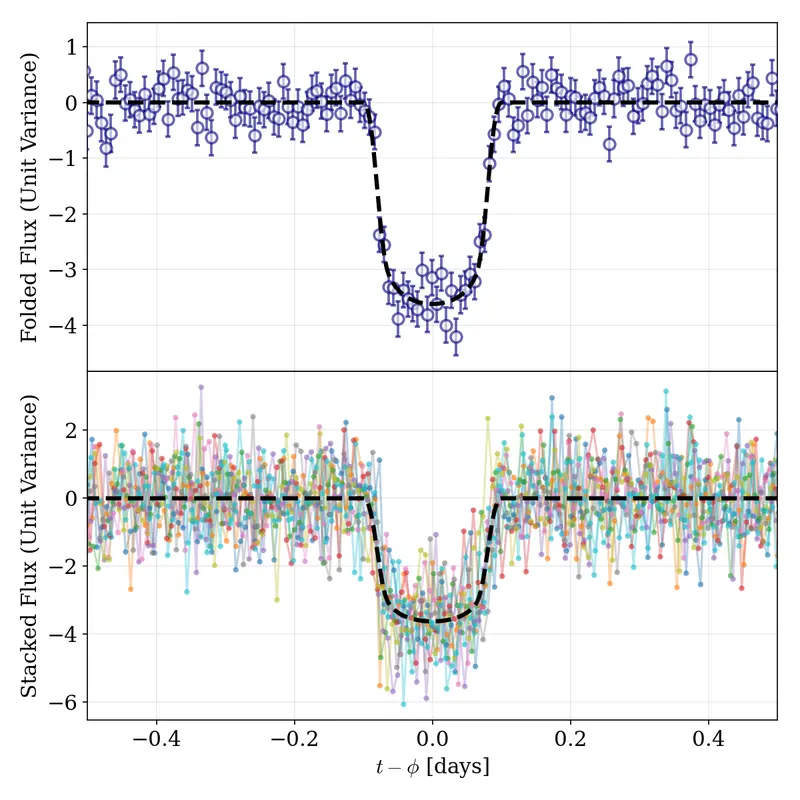 Folded Flux (Unit Variance)
1
0
−1
−2
−3
−4
Stacked Flux (Unit Variance)
2
0
−2
−4
−6
−0.4 −0.2 0.0 0.2 0.4
t − ϕ [days]